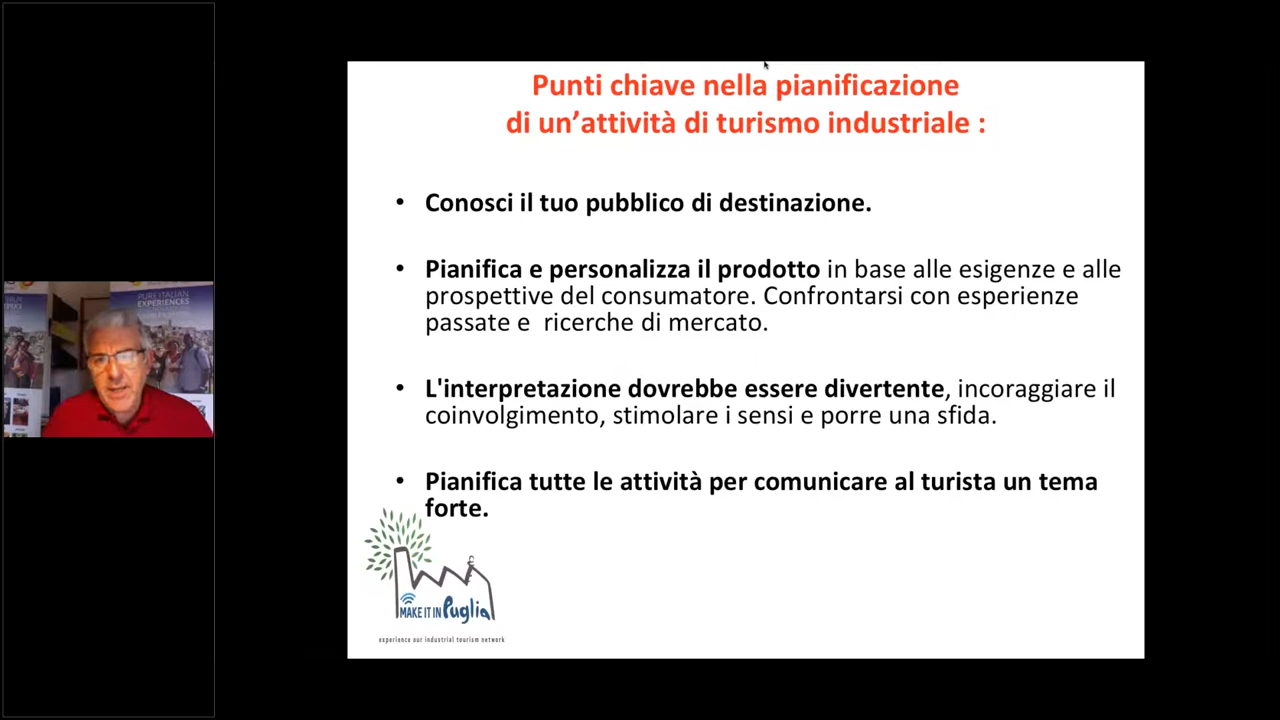 Punti chiave nella pianificazione
di un’attività di turismo industriale :
• Conosci il tuo pubblico di destinazione.
• Pianifica e personalizza il prodotto in base alle esigenze e alle
prospettive del consumatore. Confrontarsi con esperienze
passate e ricerche di mercato.
• L'interpretazione dovrebbe essere divertente, incoraggiare il
coinvolgimento, stimolare i sensi e porre una sfida.
• Pianifica tutte le attività per comunicare al turista un tema
forte.
MAKE IT IN Puglia
experience our industrial tourism network
PURE ITALIAN
EXPERIENCES